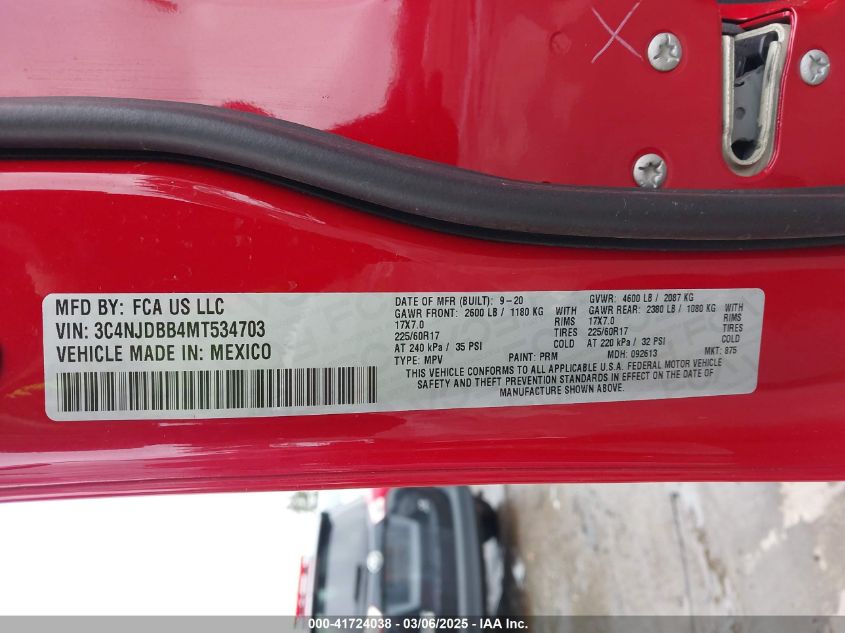 MFD BY: FCA US LLC
VIN: 3C4NJDBB4MT534703
VEHICLE MADE IN: MEXICO
DATE OF MFR (BUILT): 9-20 GVWR: 4600 LB / 2087 KG
GAWR FRONT: 2600 LB / 1180 KG WITH GAWR REAR: 2380 LB / 1080 KG WITH
17X7.0 TIRES 17X7.0 TIRES
225/60R17 225/60R17
AT 240 kPa / 35 PSI COLD AT 220 kPa / 32 PSI COLD
TYPE: MPV PAINT: PRM MDH: 092613 MKT: 875
THIS VEHICLE CONFORMS TO ALL APPLICABLE U.S.A. FEDERAL MOTOR VEHICLE
SAFETY AND THEFT PREVENTION STANDARDS IN EFFECT ON THE DATE OF
MANUFACTURE SHOWN ABOVE.
000-41724038 - 03/06/2025 - IAA, Inc.